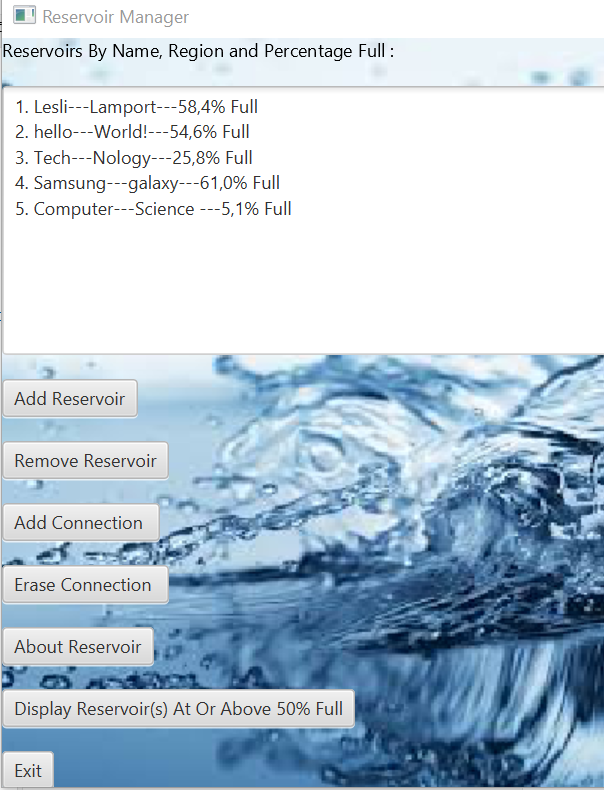 Reservoir Manager
Reservoirs By Name, Region and Percentage Full :
1. Lesli---Lamport---58,4% Full
2. hello---World!---54,6% Full
3. Tech---Nology---25,8% Full
4. Samsung---galaxy---61,0% Full
5. Computer---Science ---5,1% Full
Add Reservoir
Remove Reservoir
Add Connection
Erase Connection
About Reservoir
Display Reservoir(s) At Or Above 50% Full
Exit